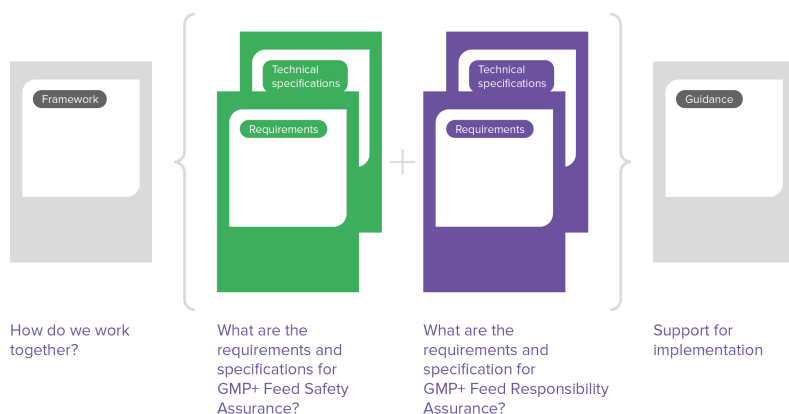 Framework
Technical
specifications
Requirements
Technical
specifications
Requirements
Guidance
How do we work
together?
What are the
requirements and
specifications for
GMP+ Feed Safety
Assurance?
What are the
requirements and
specification for
GMP+ Feed Responsibility
Assurance?
Support for
implementation